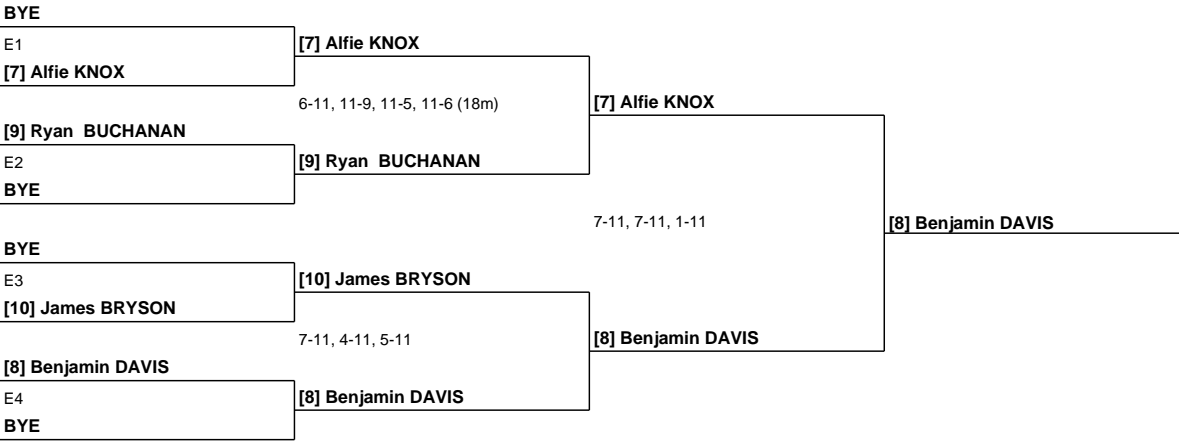 BYE
E1
[7] Alfie KNOX
[7] Alfie KNOX
6-11, 11-9, 11-5, 11-6 (18m)
[7] Alfie KNOX
[9] Ryan  BUCHANAN
E2
[9] Ryan  BUCHANAN
BYE
7-11, 7-11, 1-11
[8] Benjamin DAVIS
BYE
E3
[10] James BRYSON
[10] James BRYSON
7-11, 4-11, 5-11
[8] Benjamin DAVIS
[8] Benjamin DAVIS
E4
[8] Benjamin DAVIS
BYE